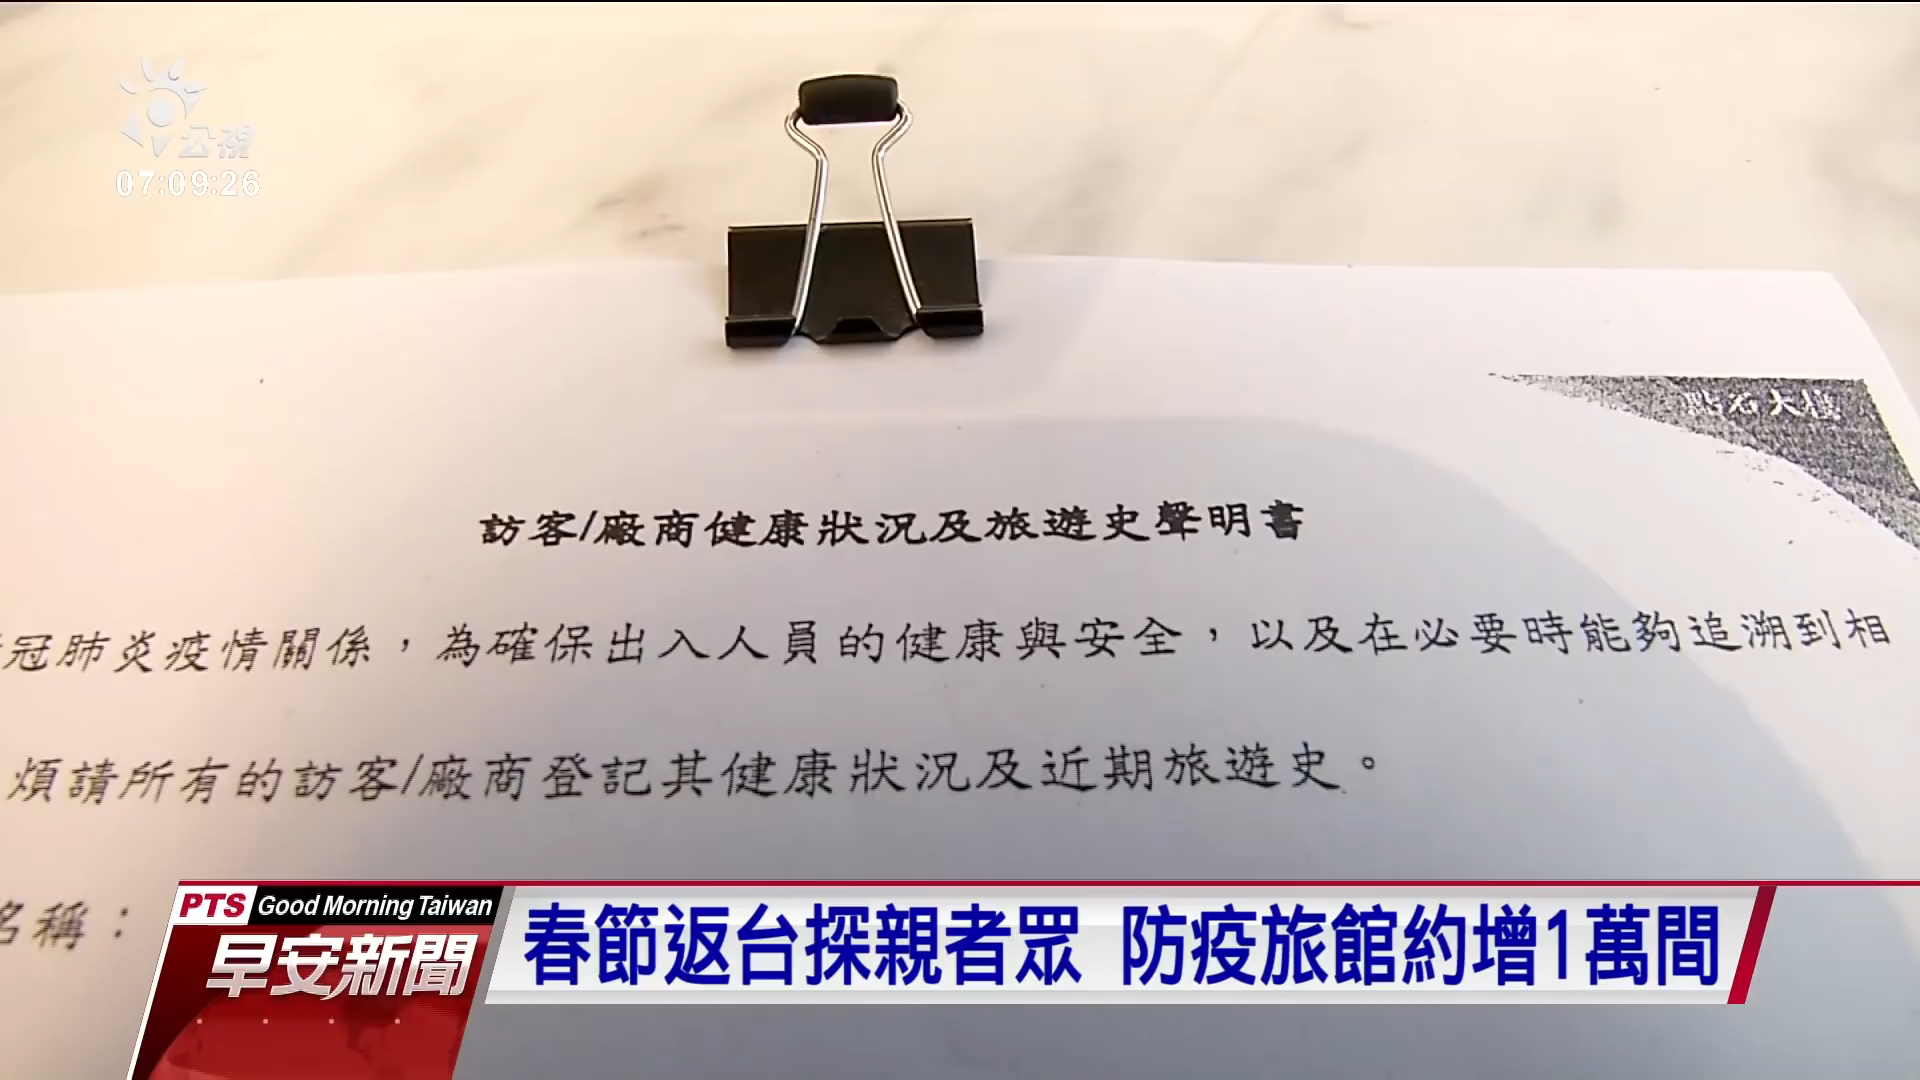 公視
07:09:26
點石大樓
訪客/廠商健康狀況及旅遊史聲明書
冠肺炎疫情關係，為確保出入人員的健康與安全，以及在必要時能夠追溯到相
煩請所有的訪客/廠商登記其健康狀況及近期旅遊史。
名稱：
PTS Good Morning Taiwan
早安新聞
春節返台探親者眾 防疫旅館約增1萬間